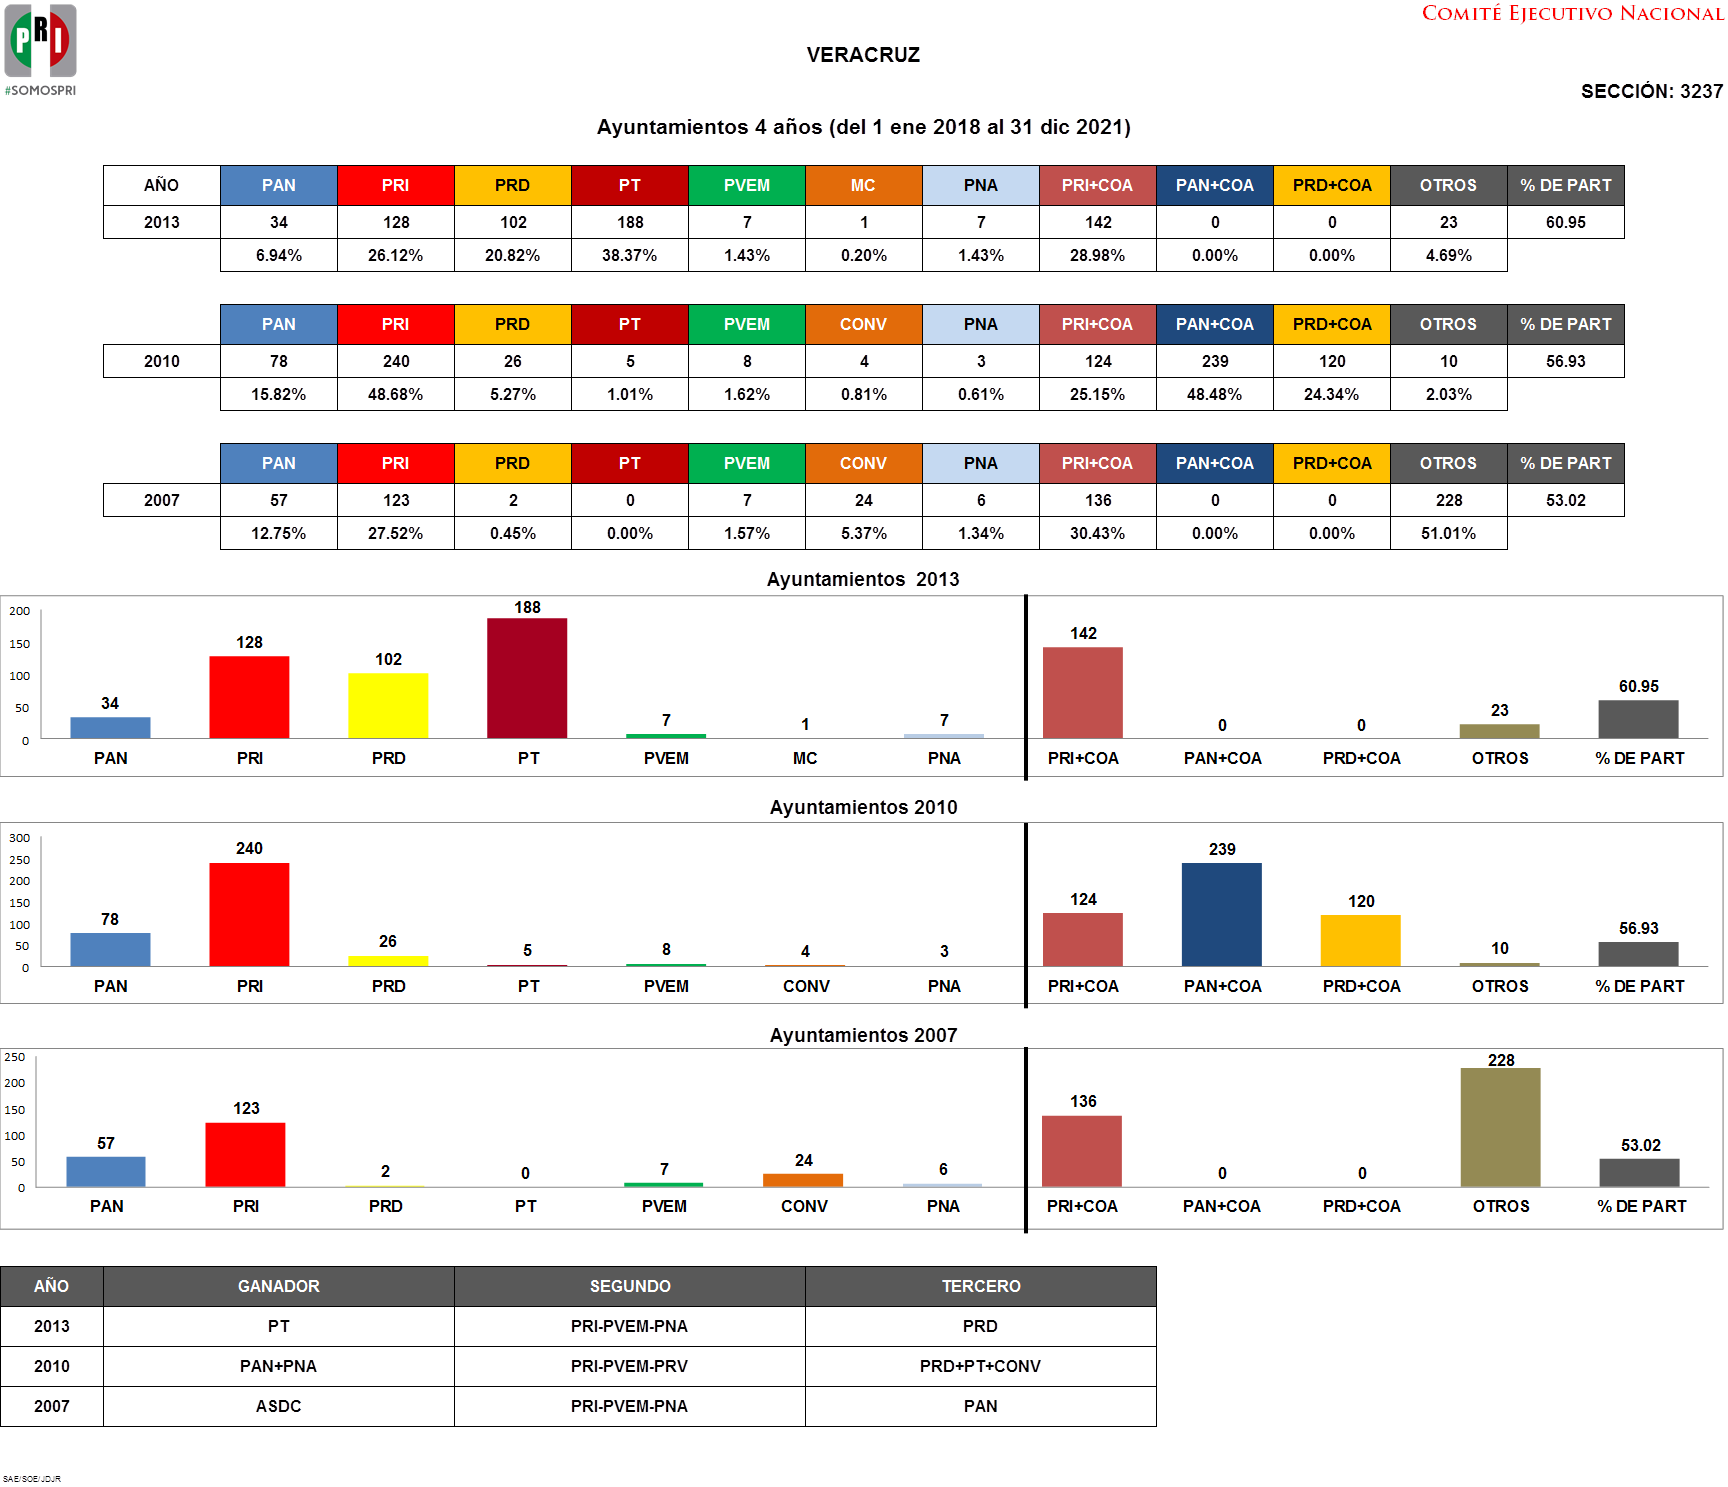 PRI
#SOMOSPRI
COMITÉ EJECUTIVO NACIONAL
VERACRUZ
SECCIÓN: 3237
Ayuntamientos 4 años (del 1 ene 2018 al 31 dic 2021)
AÑO PAN PRI PRD PT PVEM MC PNA PRI+COA PAN+COA PRD+COA OTROS % DE PART
2013 34 128 102 188 7 1 7 142 0 0 23 60.95
6.94% 26.12% 20.82% 38.37% 1.43% 0.20% 1.43% 28.98% 0.00% 0.00% 4.69%
PAN PRI PRD PT PVEM CONV PNA PRI+COA PAN+COA PRD+COA OTROS % DE PART
2010 78 240 26 5 8 4 3 124 239 120 10 56.93
15.82% 48.68% 5.27% 1.01% 1.62% 0.81% 0.61% 25.15% 48.48% 24.34% 2.03%
PAN PRI PRD PT PVEM CONV PNA PRI+COA PAN+COA PRD+COA OTROS % DE PART
2007 57 123 2 0 7 24 6 136 0 0 228 53.02
12.75% 27.52% 0.45% 0.00% 1.57% 5.37% 1.34% 30.43% 0.00% 0.00% 51.01%
Ayuntamientos 2013
200
150
100
50
0
34 128 102 188 7 1 7 142 0 0 23 60.95
PAN PRI PRD PT PVEM MC PNA PRI+COA PAN+COA PRD+COA OTROS % DE PART
Ayuntamientos 2010
300
250
200
150
100
50
0
78 240 26 5 8 4 3 124 239 120 10 56.93
PAN PRI PRD PT PVEM CONV PNA PRI+COA PAN+COA PRD+COA OTROS % DE PART
Ayuntamientos 2007
250
200
150
100
50
0
57 123 2 0 7 24 6 136 0 0 228 53.02
PAN PRI PRD PT PVEM CONV PNA PRI+COA PAN+COA PRD+COA OTROS % DE PART
AÑO GANADOR SEGUNDO TERCERO
2013 PT PRI-PVEM-PNA PRD
2010 PAN+PNA PRI-PVEM-PRV PRD+PT+CONV
2007 ASDC PRI-PVEM-PNA PAN
SAE/SOE/JDJR